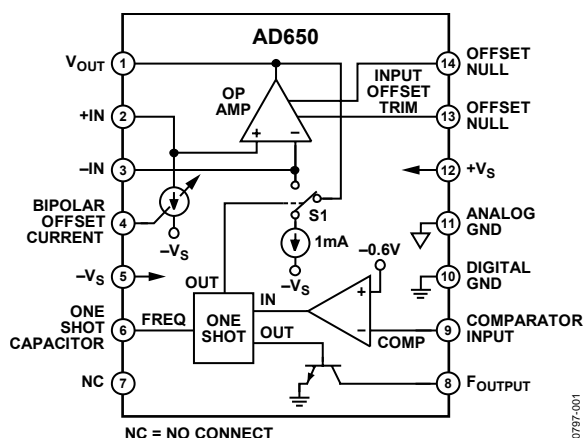 AD650
VOUT 1
OP
AMP
INPUT
OFFSET
TRIM
14 OFFSET
NULL
+IN 2
+ −
13 OFFSET
NULL
−IN 3
12 +VS
S1
BIPOLAR
OFFSET
CURRENT 4
−VS
1mA
11 ANALOG
GND
−VS 5
OUT
−VS
−0.6V
10 DIGITAL
GND
ONE
SHOT
CAPACITOR 6
FREQ
ONE
SHOT
IN
OUT
+
−
COMP
9 COMPARATOR
INPUT
NC 7
8 FOUTPUT
NC = NO CONNECT
0797-001